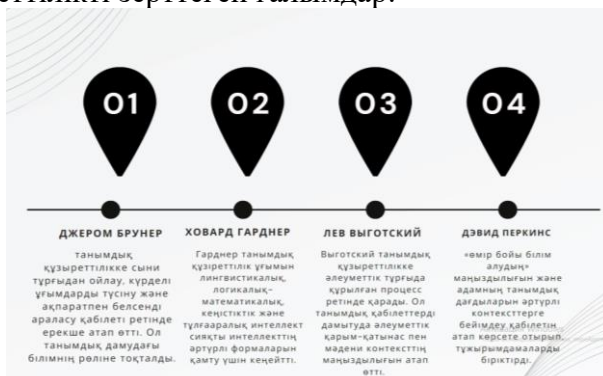 зерттеген ғалымдар:
01
02
03
04
ДЖЕРОМ БРУНЕР
танымдық
құзыреттілікке сыни
тұрғыдан ойлау, күрделі
ұғымдарды түсіну және
ақпаратпен белсенді
араласу қабілеті ретінде
ерекше атап өтті. Ол
танымдық дамудағы
білімнің рөліне тоқталды.
ХОВАРД ГАРДНЕР
Гарднер танымдық
құзіреттілік ұғымын
лингвистикалық,
логикалық-
математикалық,
кеңістіктік және
тұлғааралық интеллект
сияқты интеллекттің
әртүрлі формаларын
қамту үшін кеңейтті.
ЛЕВ ВЫГОТСКИЙ
Выготский танымдық
құзыреттілікке
әлеуметтік тұрғыда
құрылған процесс
ретінде қарады. Ол
танымдық қабілеттерді
дамытуда әлеуметтік
қарым-қатынас пен
мәдени контексттің
маңыздылығын атап
өтті.
ДЭВИД ПЕРКИНС
«өмір бойы білім
алудың»
маңыздылығын және
адамның танымдық
дағдыларын әртүрлі
контексттерге
бейімдеу қабілетін
атап көрсете отырып,
тұжырымдамаларды
біріктірді.